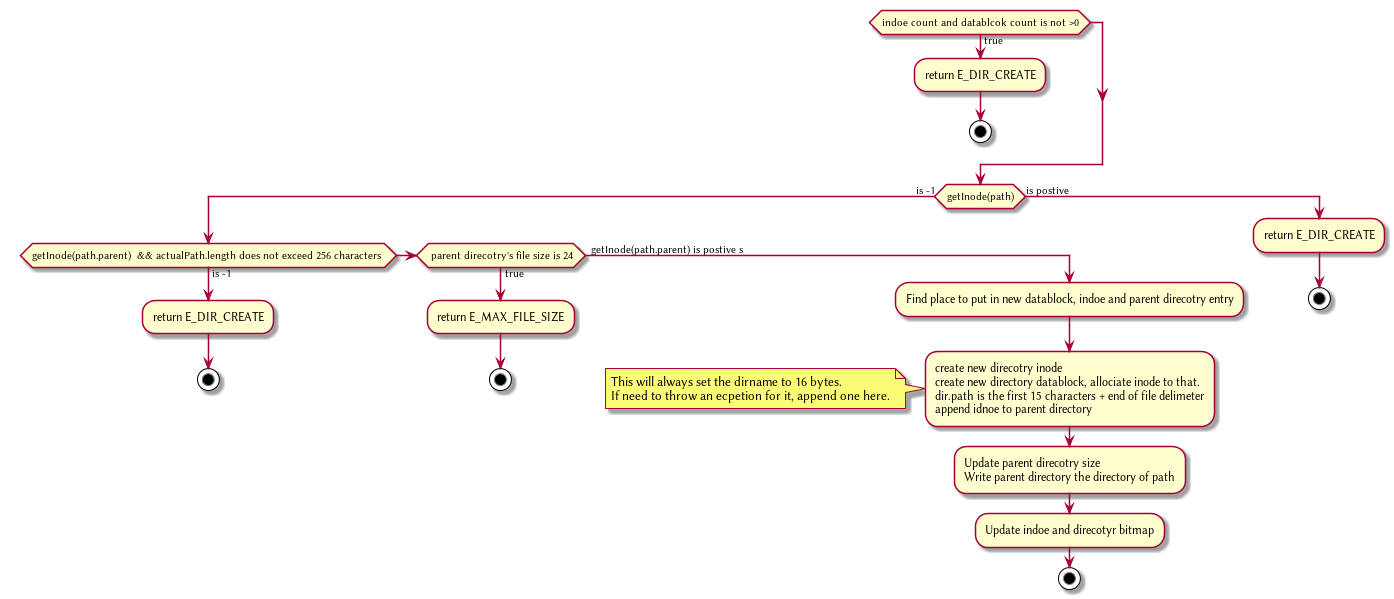 indoe count and datablcok count is not >0
true
return E_DIR_CREATE
is -1
getInode(path)
is postive
return E_DIR_CREATE
getInode(path.parent)  && actualPath.length does not exceed 256 characters
parent direcotry's file size is 24
getInode(path.parent) is postive s
is -1
true
return E_DIR_CREATE
return E_MAX_FILE_SIZE
Find place to put in new datablock, indoe and parent direcotry entry
This will always set the dirname to 16 bytes.
If need to throw an ecpetion for it, append one here.
create new direcotry inode
create new directory datablock, allociate inode to that.
dir.path is the first 15 characters + end of file delimeter
append idnoe to parent directory
Update parent direcotry size
Write parent directory the directory of path
Update indoe and direcotyr bitmap